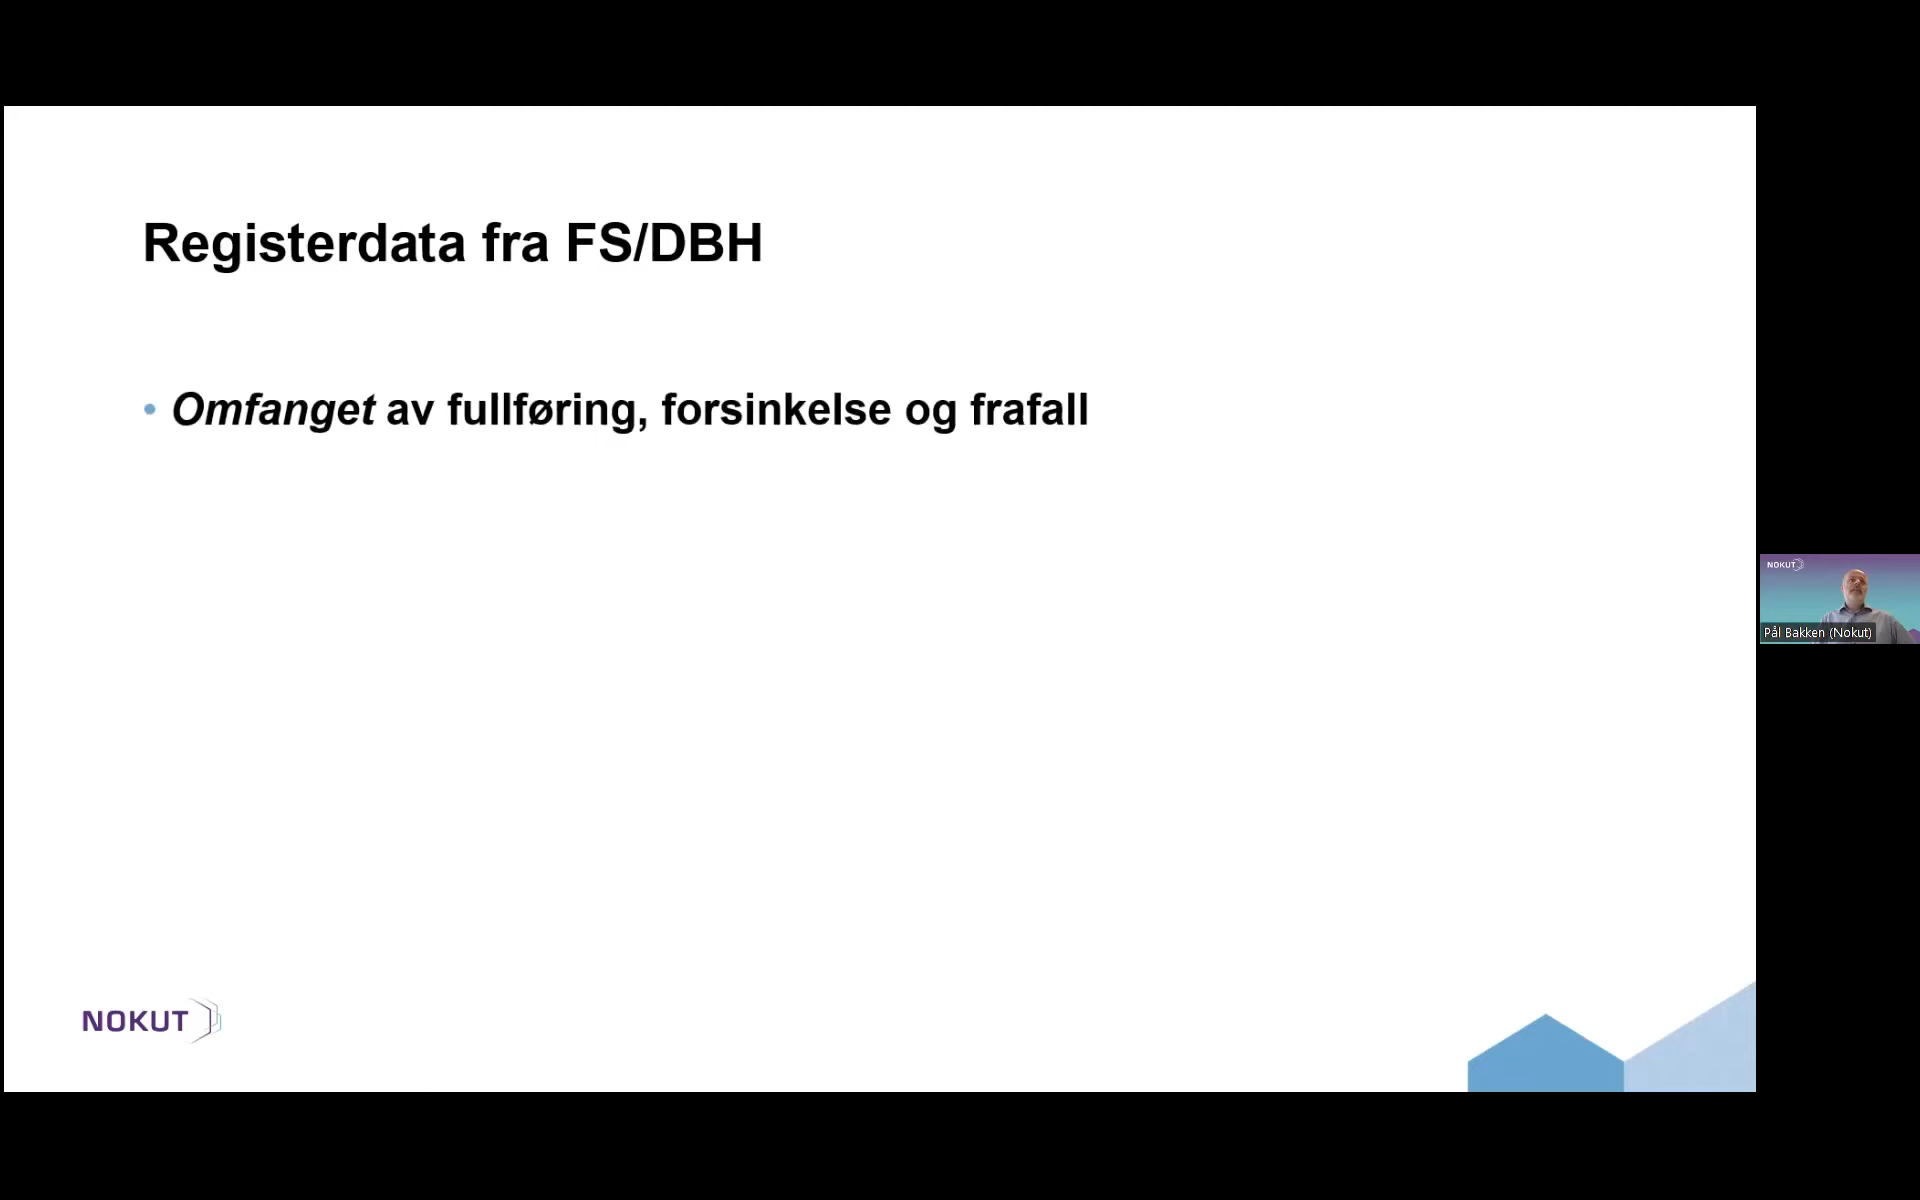 Registerdata fra FS/DBH
• Omfanget av fullføring, forsinkelse og frafall
NOKUT
Pål Bakken (Nokut)
NOKUT